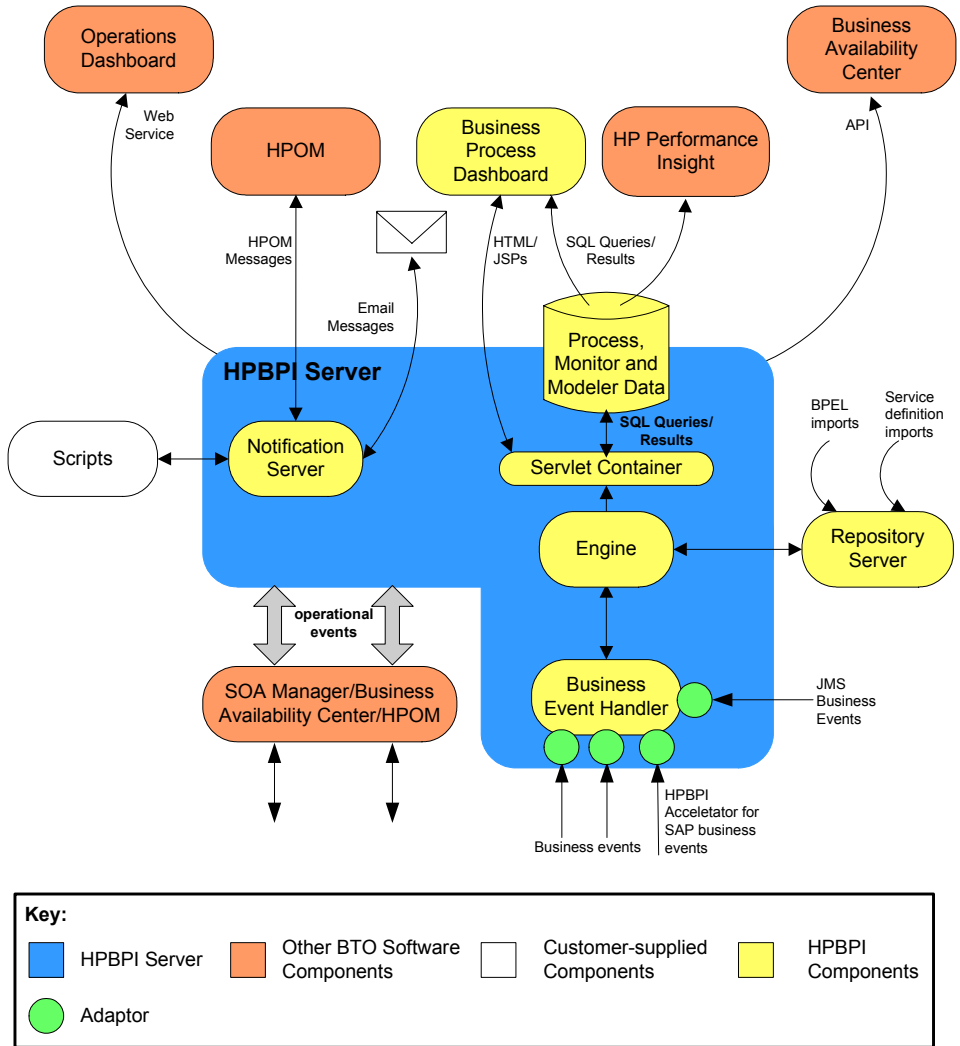 Operations
Dashboard
Business
Availability
Center
Web
Service
HPOM
Business
Process
Dashboard
HP Performance
Insight
API
HPOM
Messages
HTML/
JSPs
SQL Queries/
Results
Email
Messages
HPBPI Server
Process,
Monitor and
Modeler Data
SQL Queries/
Results
BPEL
imports
Service
definition
imports
Scripts
Notification
Server
Servlet Container
Engine
Repository
Server
operational
events
SOA Manager/Business
Availability Center/HPOM
Business
Event Handler
JMS
Business
Events
HPBPI
Acceletator for
SAP business
events
Business events
Key:
HPBPI Server
Other BTO Software
Components
Customer-supplied
Components
HPBPI
Components
Adaptor